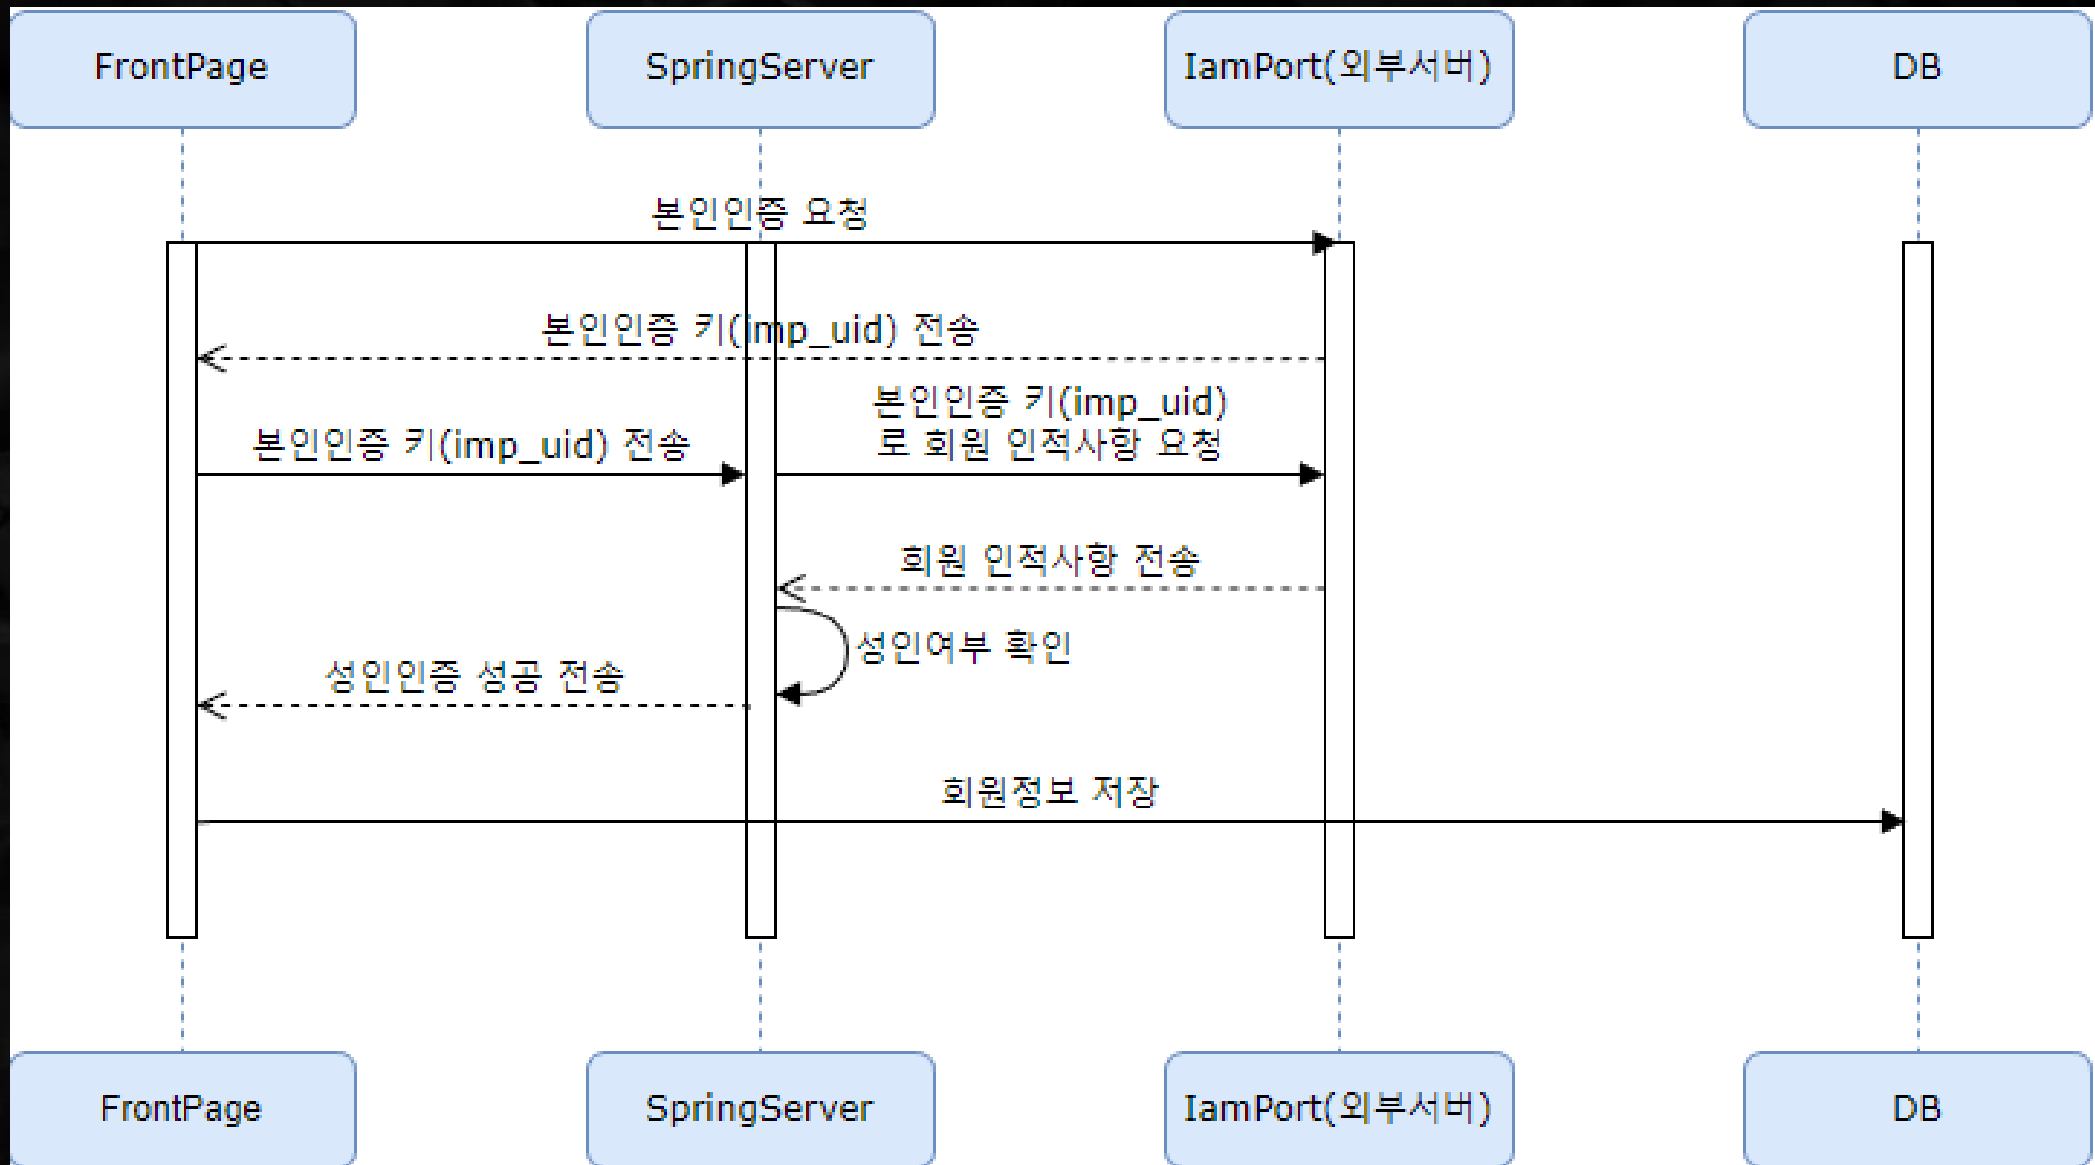 FrontPage
SpringServer
IamPort(외부서버)
DB
본인인증 요청
본인인증 키(imp_uid) 전송
본인인증 키(imp_uid)
로 회원 인적사항 요청
본인인증 키(imp_uid) 전송
회원 인적사항 전송
성인여부 확인
성인인증 성공 전송
회원정보 저장
FrontPage
SpringServer
IamPort(외부서버)
DB